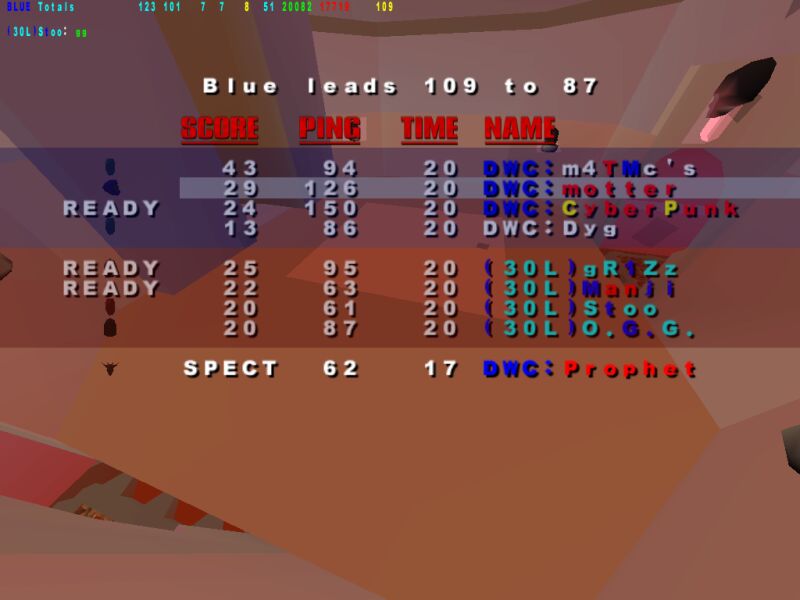 BLUE Totals 123 101 7 7 8 51 20082 17719 109
(30L)Stoo: gg
Blue leads 109 to 87
SCORE PING TIME NAME
43 94 20 DWC:m4TMc's
29 126 20 DWC:motter
READY 24 150 20 DWC:CyberPunk
13 86 20 DWC:Dyg
READY 25 95 20 (30L)gR1Zz
READY 22 63 20 (30L)Manji
20 61 20 (30L)Stoo
20 87 20 (30L)O.G.G.
SPECT 62 17 DWC:Prophet